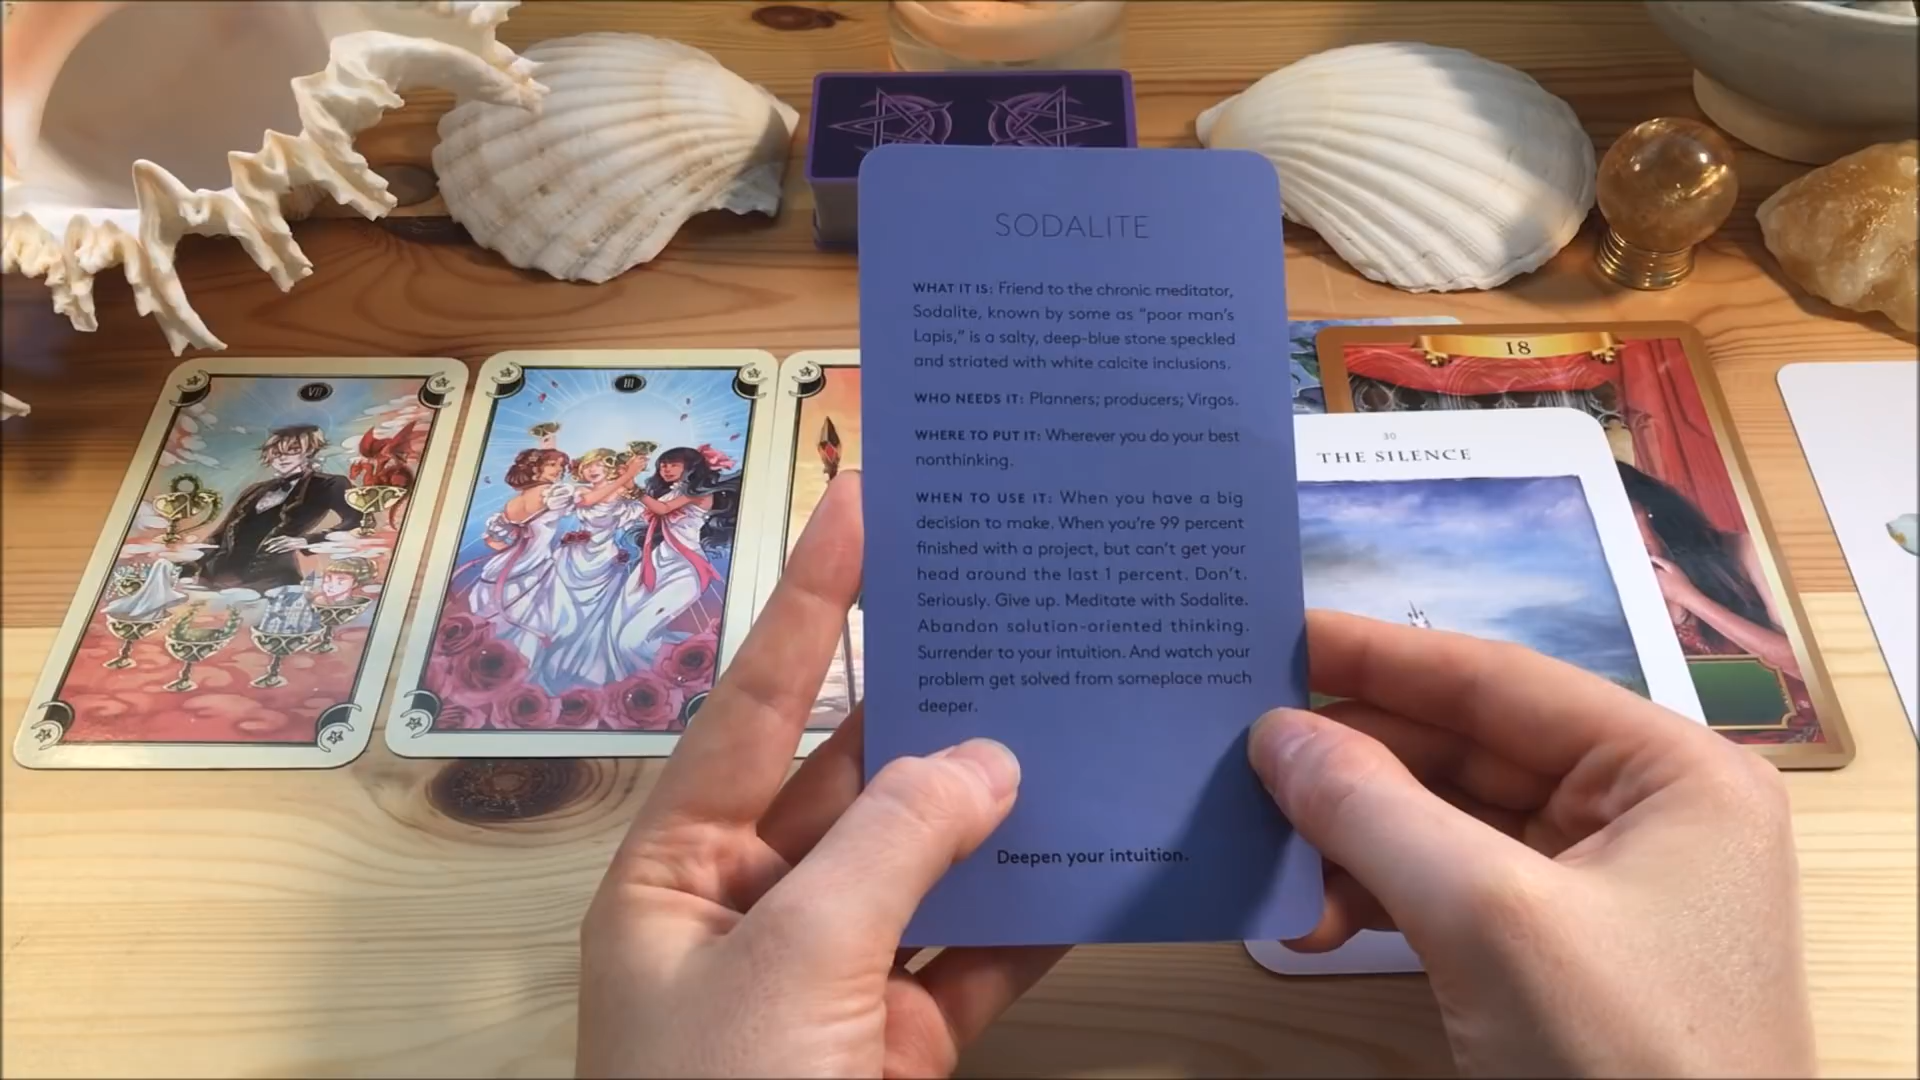 VII
III
SODALITE
WHAT IT IS: Friend to the chronic meditator,
Sodalite, known by some as “poor man’s
Lapis,” is a salty, deep-blue stone speckled
and striated with white calcite inclusions.
WHO NEEDS IT: Planners; producers; Virgos.
WHERE TO PUT IT: Wherever you do your best
nonthinking.
WHEN TO USE IT: When you have a big
decision to make. When you’re 99 percent
finished with a project, but can’t get your
head around the last 1 percent. Don’t.
Seriously. Give up. Meditate with Sodalite.
Abandon solution-oriented thinking.
Surrender to your intuition. And watch your
problem get solved from someplace much
deeper.
Deepen your intuition.
18
30
THE SILENCE